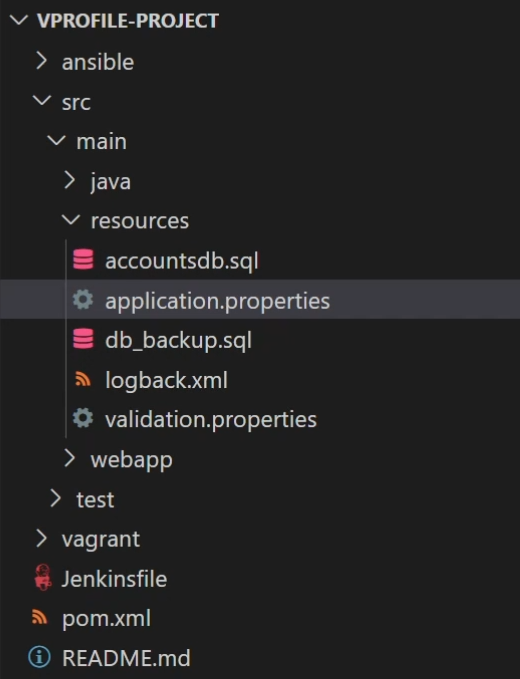 VPROFILE-PROJECT
ansible
src
main
java
resources
accountsdb.sql
application.properties
db_backup.sql
logback.xml
validation.properties
webapp
test
vagrant
Jenkinsfile
pom.xml
README.md